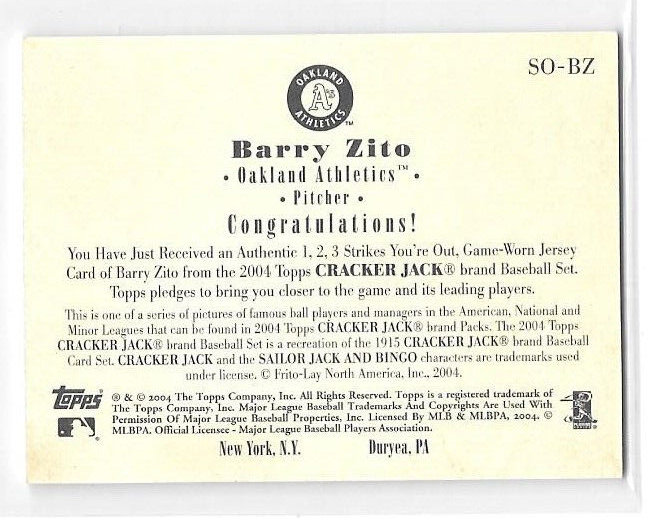 SO-BZ
OAKLAND
A's
ATHLETICS™
Barry Zito
• Oakland Athletics™ •
• Pitcher •
Congratulations!
You Have Just Received an Authentic 1, 2, 3 Strikes You're Out, Game-Worn Jersey
Card of Barry Zito from the 2004 Topps CRACKER JACK® brand Baseball Set.
Topps pledges to bring you closer to the game and its leading players.
This is one of a series of pictures of famous ball players and managers in the American, National and
Minor Leagues that can be found in 2004 Topps CRACKER JACK® brand Packs. The 2004 Topps
CRACKER JACK® brand Baseball Set is a recreation of the 1915 CRACKER JACK® brand Baseball
Card Set. CRACKER JACK and the SAILOR JACK AND BINGO characters are trademarks used
under license. © Frito-Lay North America, Inc., 2004.
Topps
® & © 2004 The Topps Company, Inc. All Rights Reserved. Topps is a registered trademark of
The Topps Company, Inc. Major League Baseball Trademarks And Copyrights Are Used With
Permission Of Major League Baseball Properties, Inc. Licensed By MLB & MLBPA, 2004. ©
MLBPA. Official Licensee - Major League Baseball Players Association.
New York, N.Y. Duryea, PA